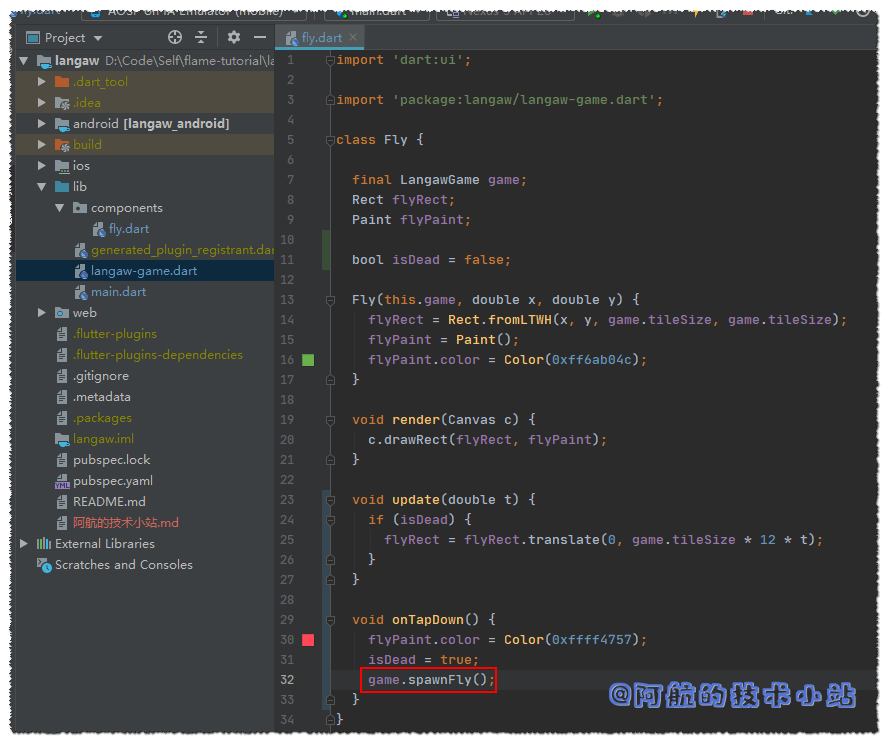 Project
fly.dart
langaw D:\Code\Self\flame-tutorial\la
.dart_tool
.idea
android [langaw_android]
build
ios
lib
components
fly.dart
generated_plugin_registrant.dar
langaw-game.dart
main.dart
web
.flutter-plugins
.flutter-plugins-dependencies
.gitignore
.metadata
.packages
langaw.iml
pubspec.lock
pubspec.yaml
README.md
阿航的技术小站.md
External Libraries
Scratches and Consoles
1 import 'dart:ui';
2
3 import 'package:langaw/langaw-game.dart';
4
5 class Fly {
6
7 final LangawGame game;
8 Rect flyRect;
9 Paint flyPaint;
10
11 bool isDead = false;
12
13 Fly(this.game, double x, double y) {
14 flyRect = Rect.fromLTWH(x, y, game.tileSize, game.tileSize);
15 flyPaint = Paint();
16 flyPaint.color = Color(0xff6ab04c);
17 }
18
19 void render(Canvas c) {
20 c.drawRect(flyRect, flyPaint);
21 }
22
23 void update(double t) {
24 if (isDead) {
25 flyRect = flyRect.translate(0, game.tileSize * 12 * t);
26 }
27 }
28
29 void onTapDown() {
30 flyPaint.color = Color(0xffff4757);
31 isDead = true;
32 game.spawnFly();
33 }
34 }
@阿航的技术小站